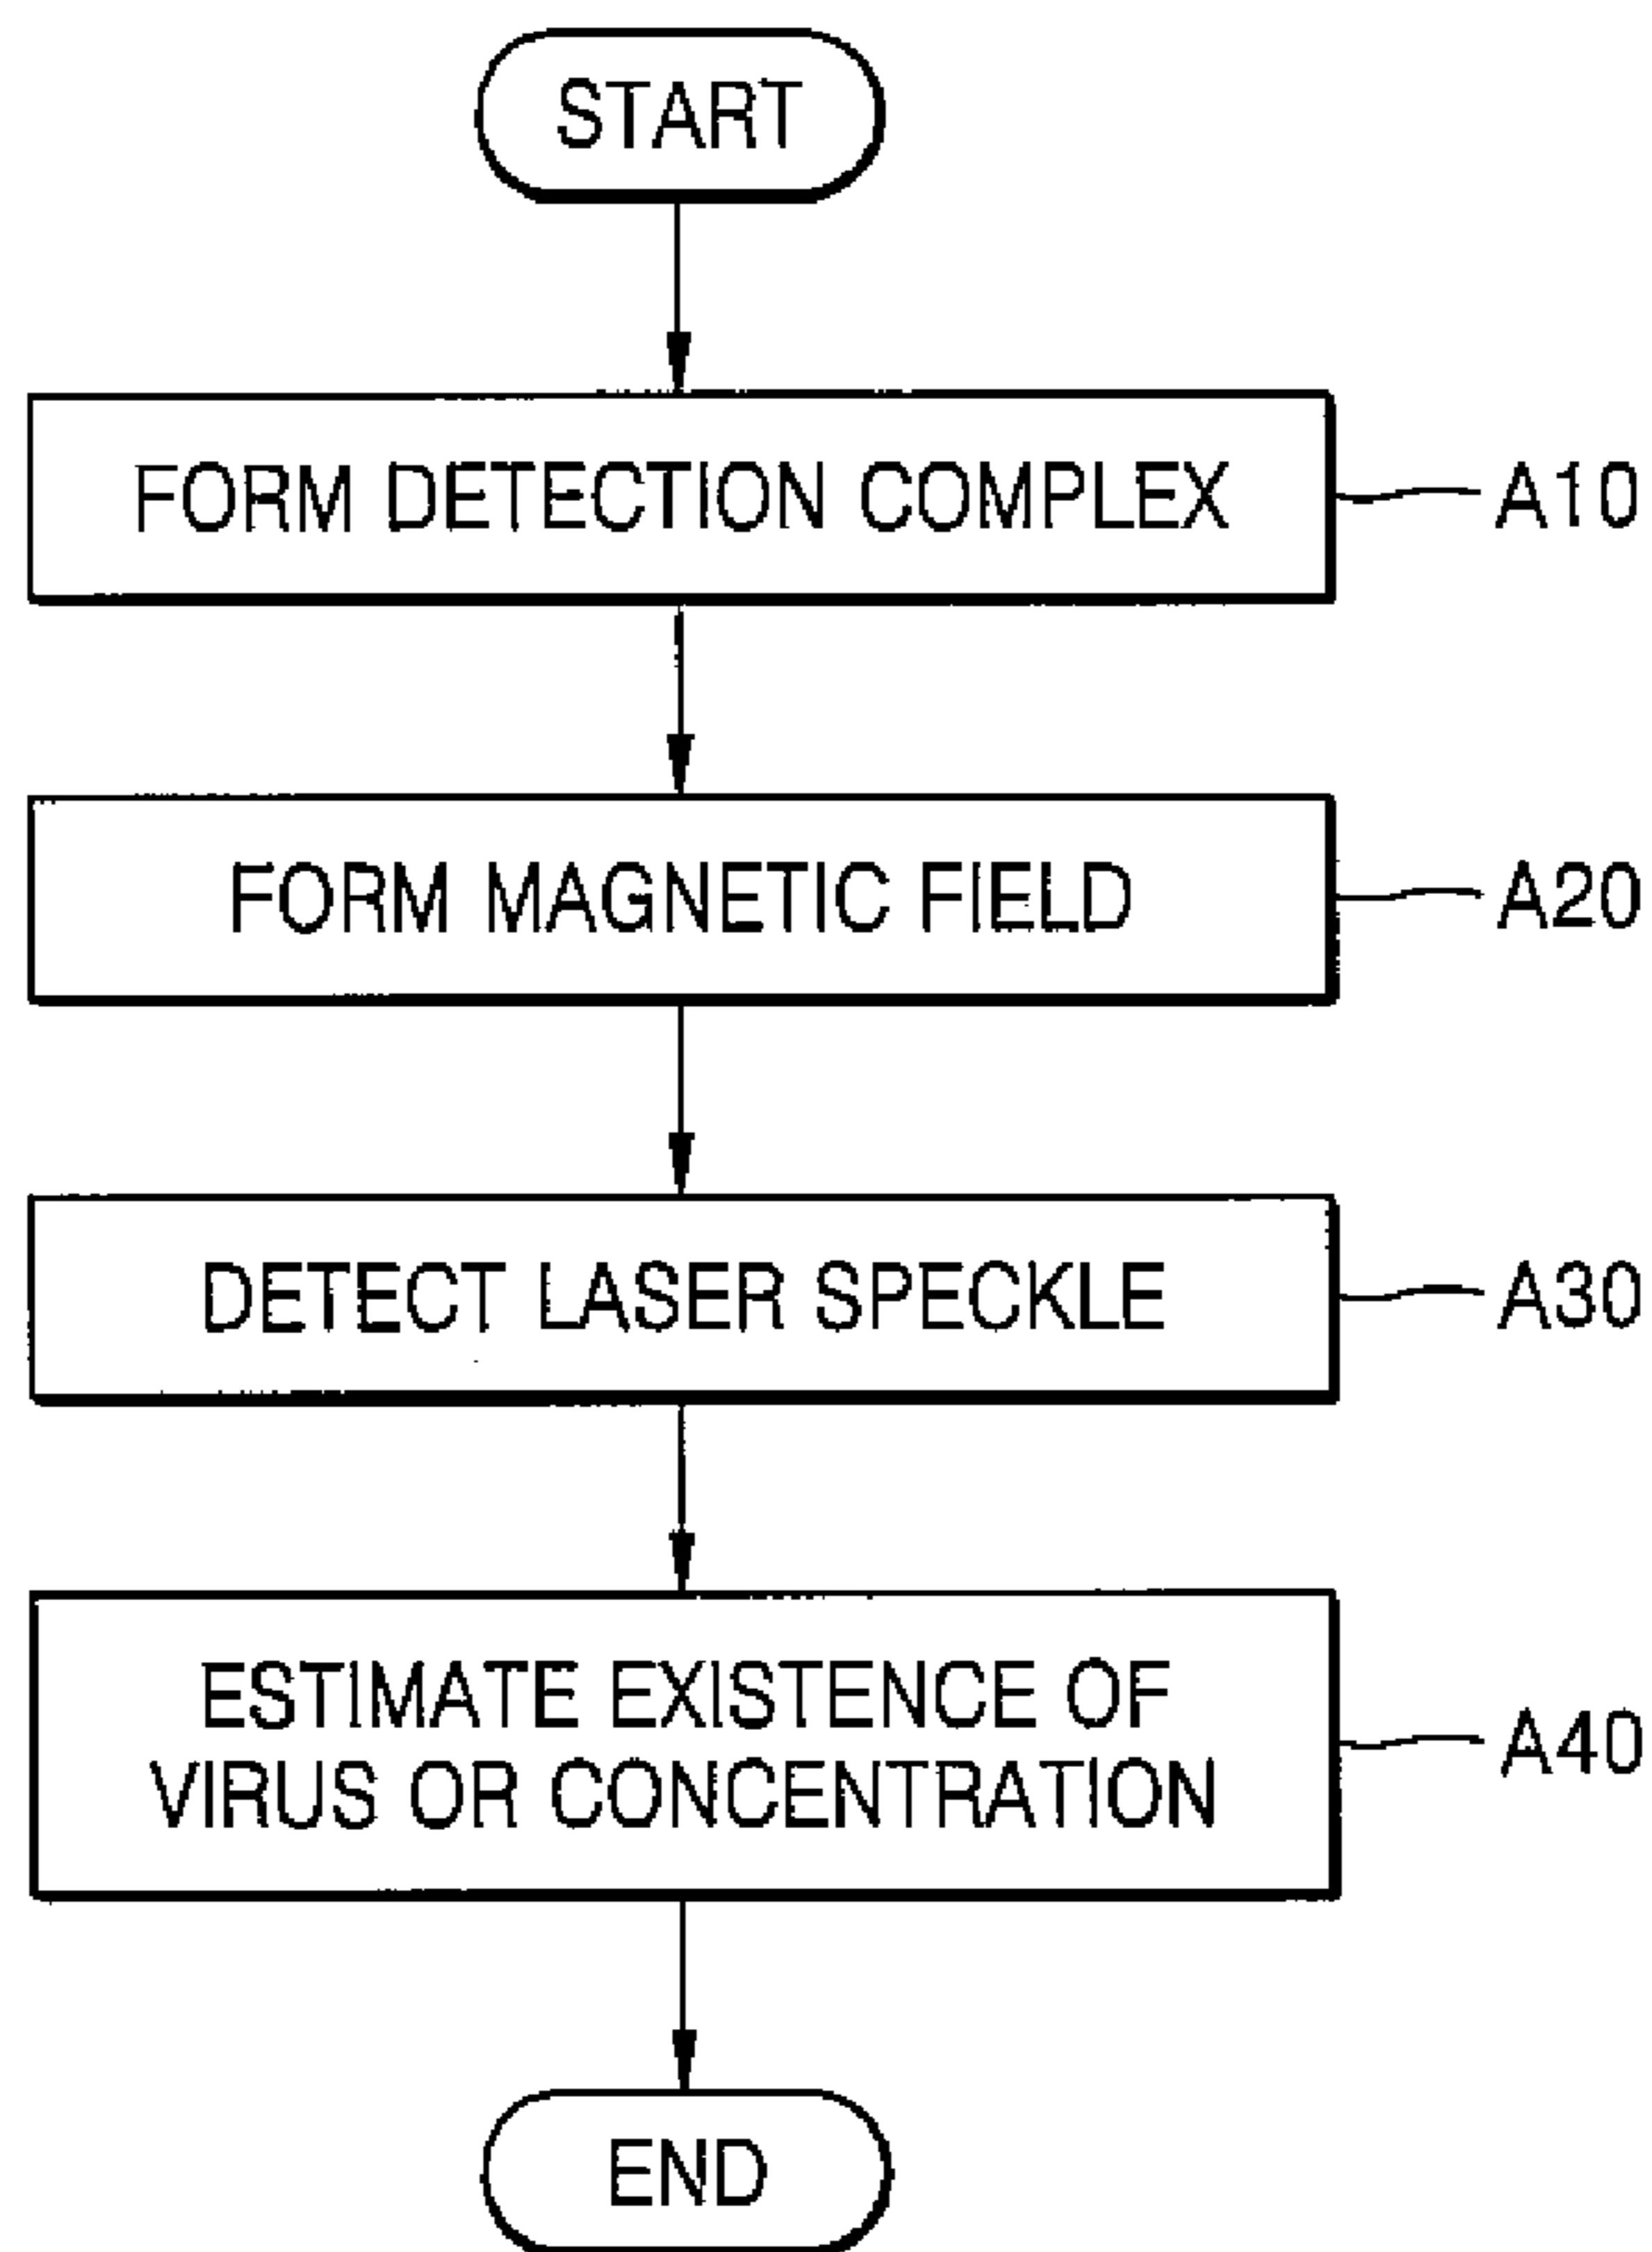 START
FORM DETECTION COMPLEX
A10
FORM MAGNETIC FIELD
A20
DETECT LASER SPECKLE
A30
ESTIMATE EXISTENCE OF
VIRUS OR CONCENTRATION
A40
END